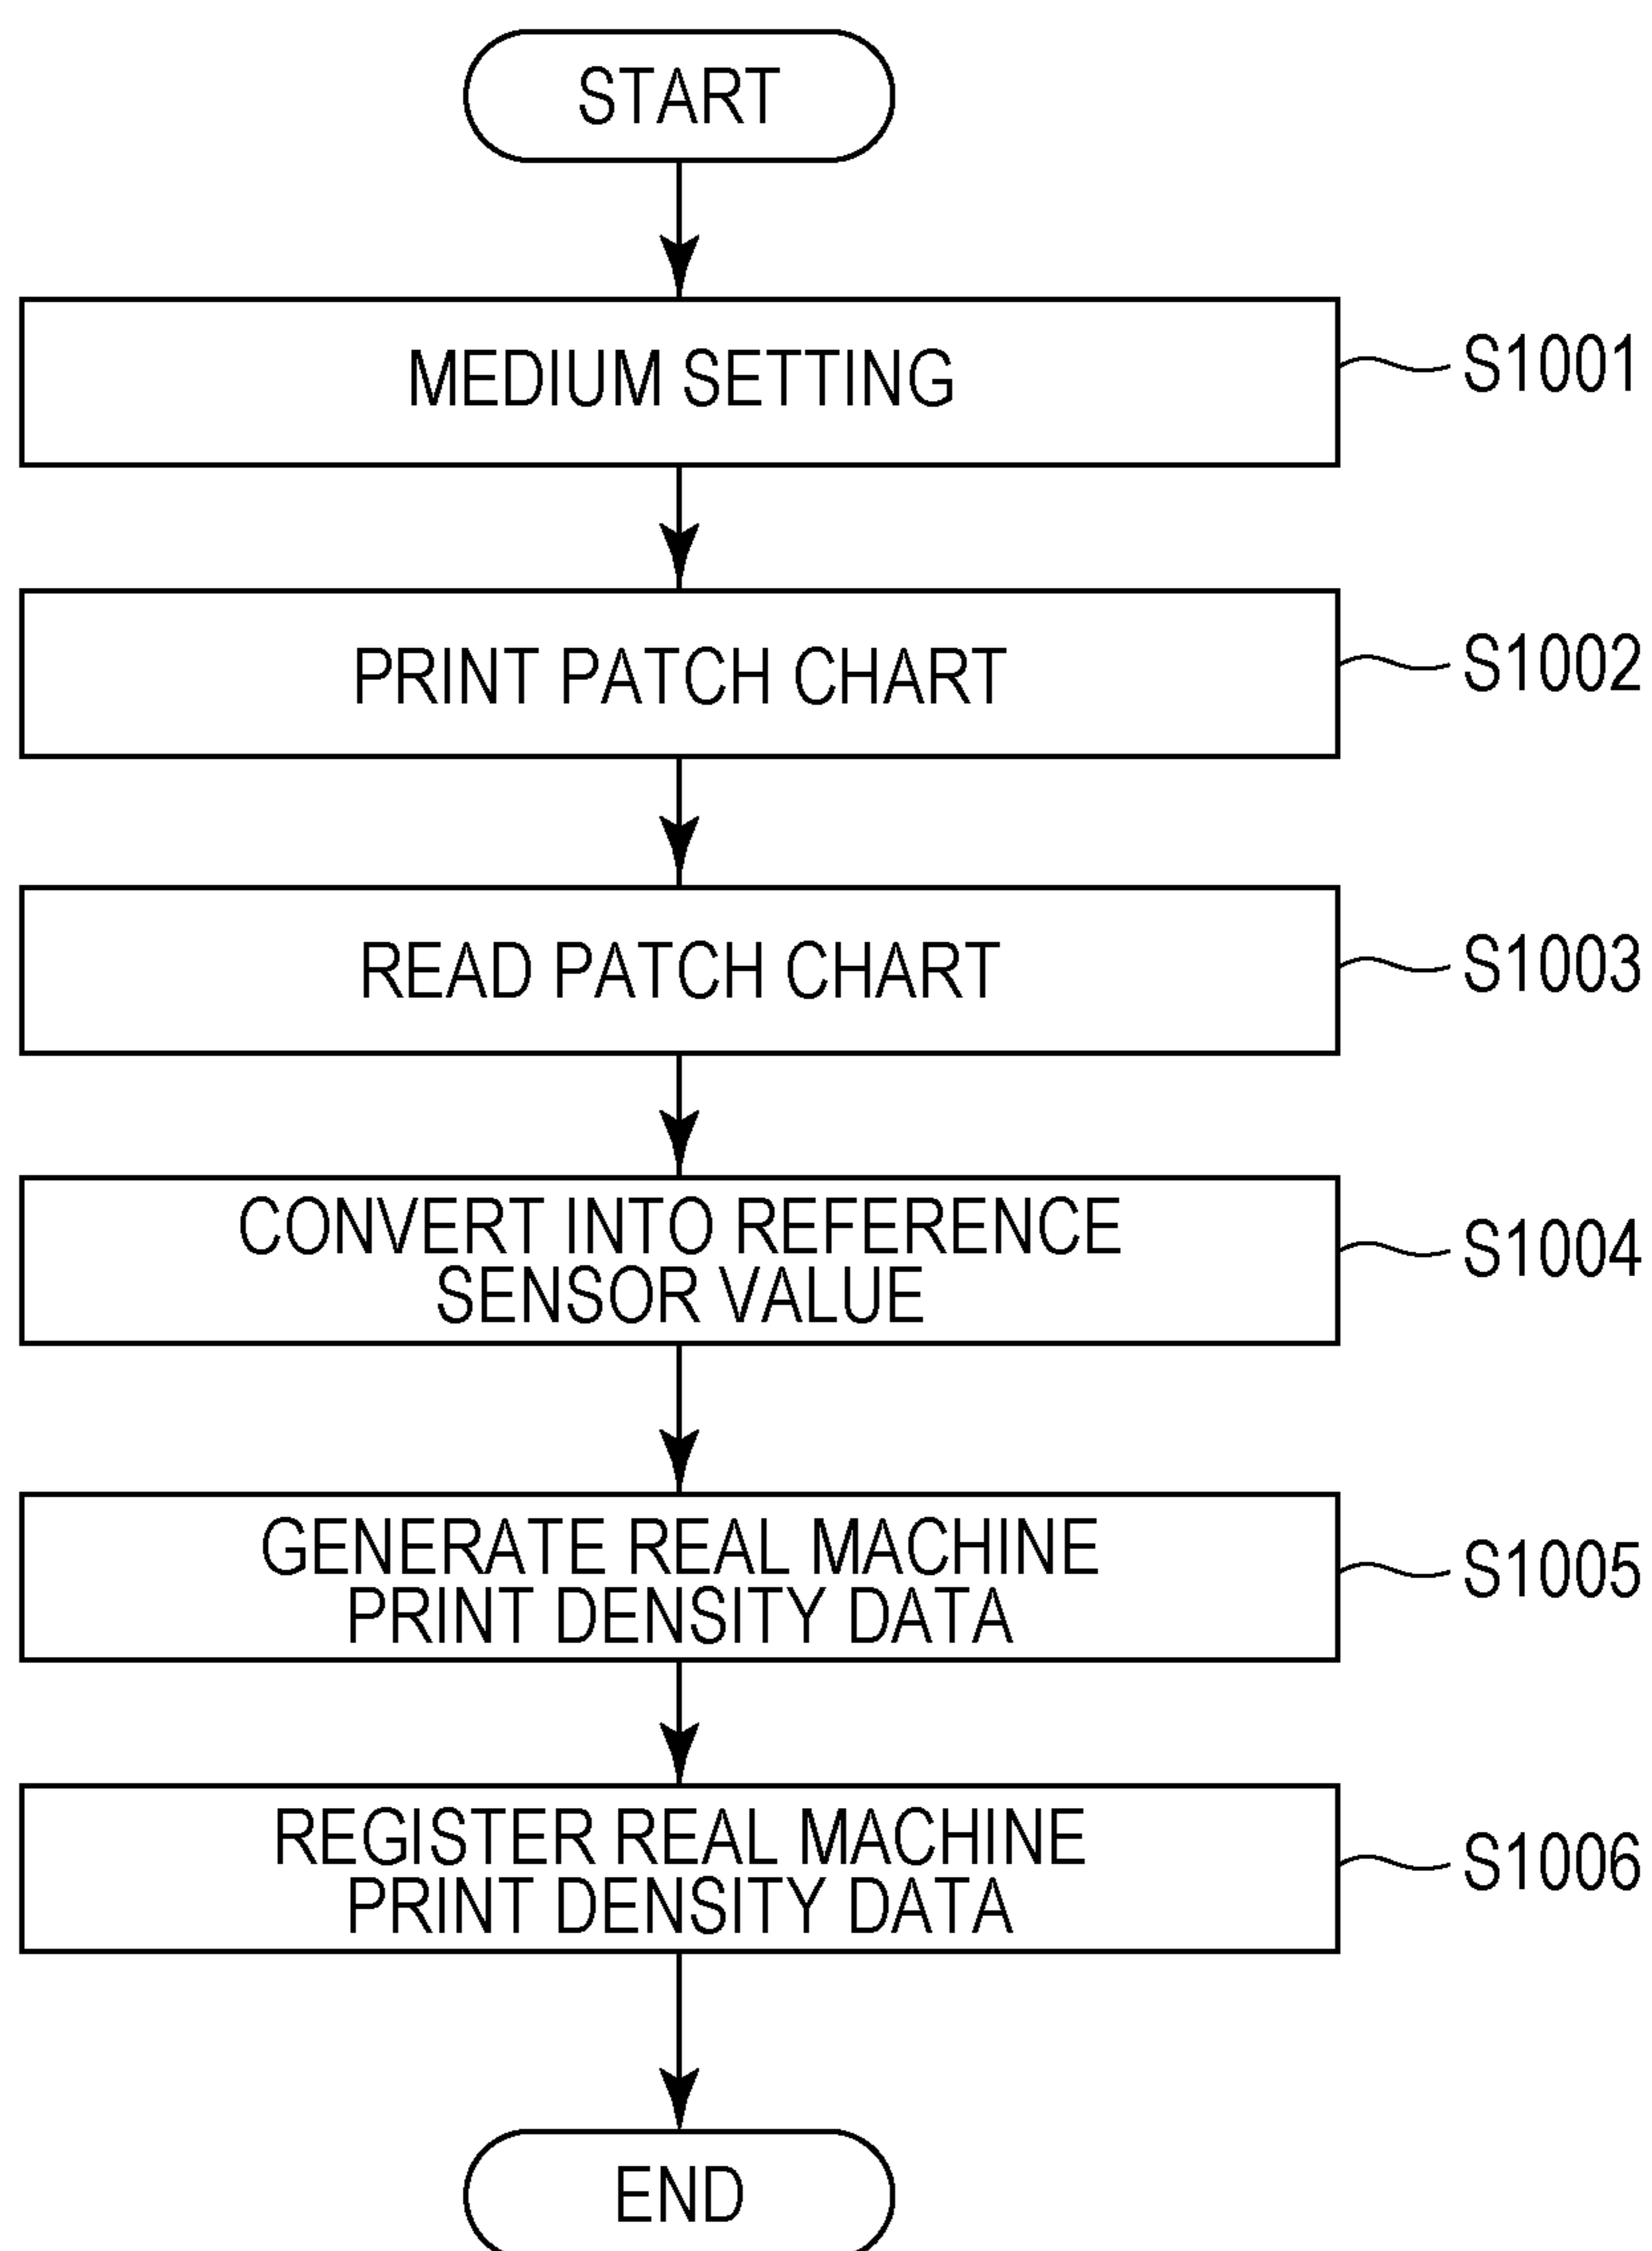 START
MEDIUM SETTING
S1001
PRINT PATCH CHART
S1002
READ PATCH CHART
S1003
CONVERT INTO REFERENCE
SENSOR VALUE
S1004
GENERATE REAL MACHINE
PRINT DENSITY DATA
S1005
REGISTER REAL MACHINE
PRINT DENSITY DATA
S1006
END